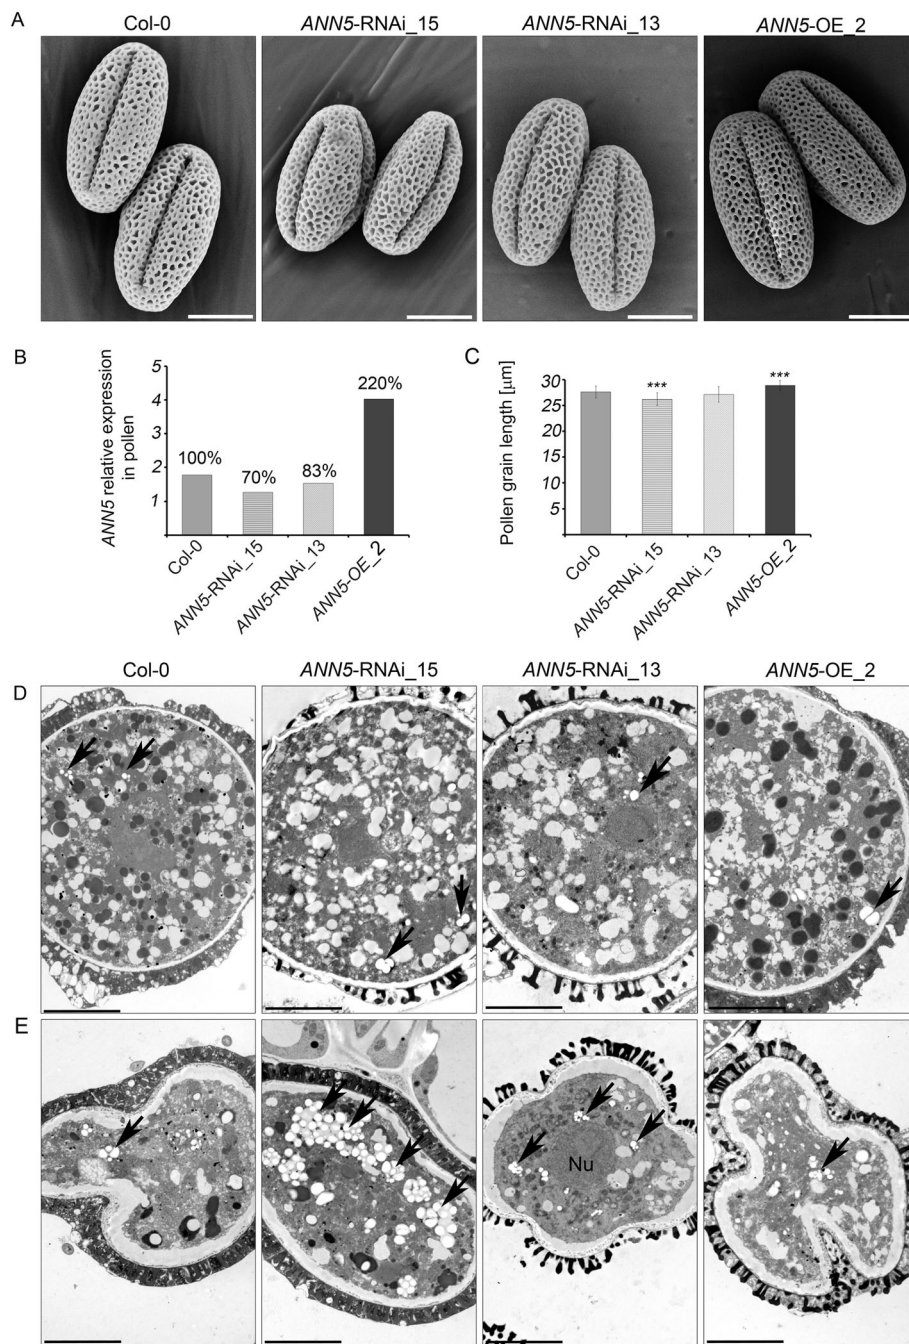 A
Col-0
ANN5-RNAi_15
ANN5-RNAi_13
ANN5-OE_2
B
ANN5 relative expression
in pollen
5
4
3
2
1
100%
70%
83%
220%
Col-0
ANN5-RNAi_15
ANN5-RNAi_13
ANN5-OE_2
C
Pollen grain length [μm]
30
25
20
15
10
5
0
***
***
Col-0
ANN5-RNAi_15
ANN5-RNAi_13
ANN5-OE_2
Col-0
ANN5-RNAi_15
ANN5-RNAi_13
ANN5-OE_2
D
E
Nu